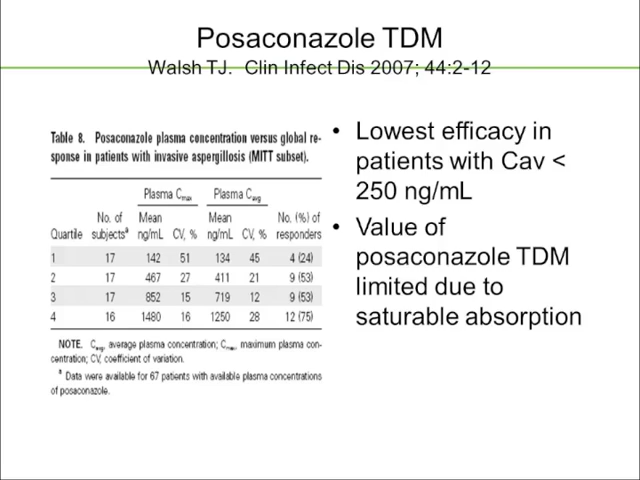 Posaconazole TDM
Walsh TJ. Clin Infect Dis 2007; 44:2-12
Table 8. Posaconazole plasma concentration versus global re-
sponse in patients with invasive aspergillosis (MITT subset).
Plasma Cmax Plasma Cavg
No. of Mean Mean No. (%) of
Quartile subjectsª ng/mL CV, % ng/mL CV, % responders
1 17 142 51 134 45 4 (24)
2 17 467 27 411 21 9 (53)
3 17 852 15 719 12 9 (53)
4 16 1480 16 1250 28 12 (75)
NOTE. Cavg, average plasma concentration; Cmax, maximum plasma con-
centration; CV, coefficient of variation.
ª Data were available for 67 patients with available plasma concentrations
of posaconazole.
• Lowest efficacy in
patients with Cav <
250 ng/mL
• Value of
posaconazole TDM
limited due to
saturable absorption